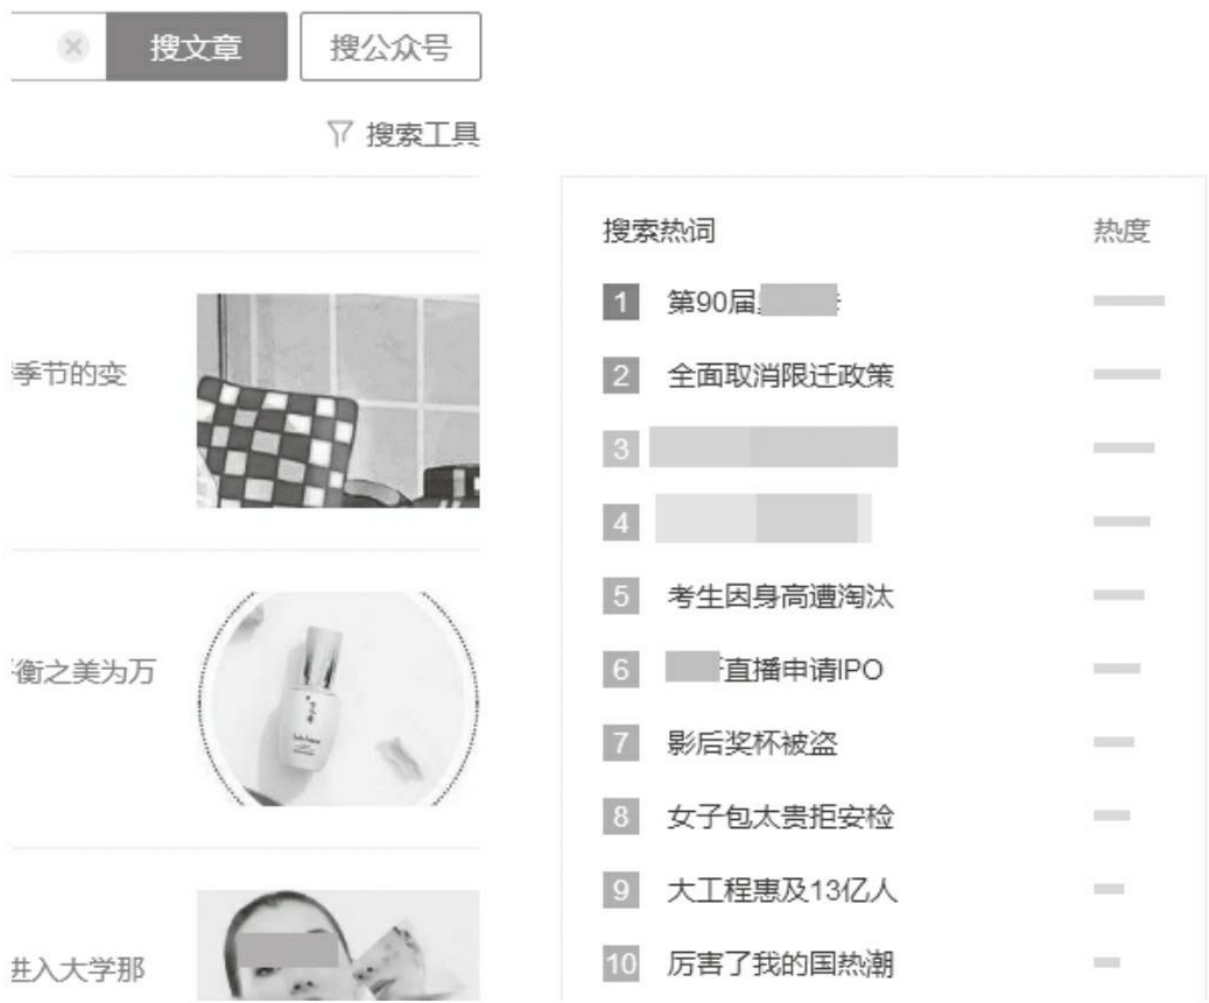 搜文章
搜公众号
搜索工具
季节的变
衡之美为万
进入大学那
搜索热词 热度
1 第90届
2 全面取消限迁政策
3
4
5 考生因身高遭淘汰
6 直播申请IPO
7 影后奖杯被盗
8 女子包太贵拒安检
9 大工程惠及13亿人
10 厉害了我的国热潮